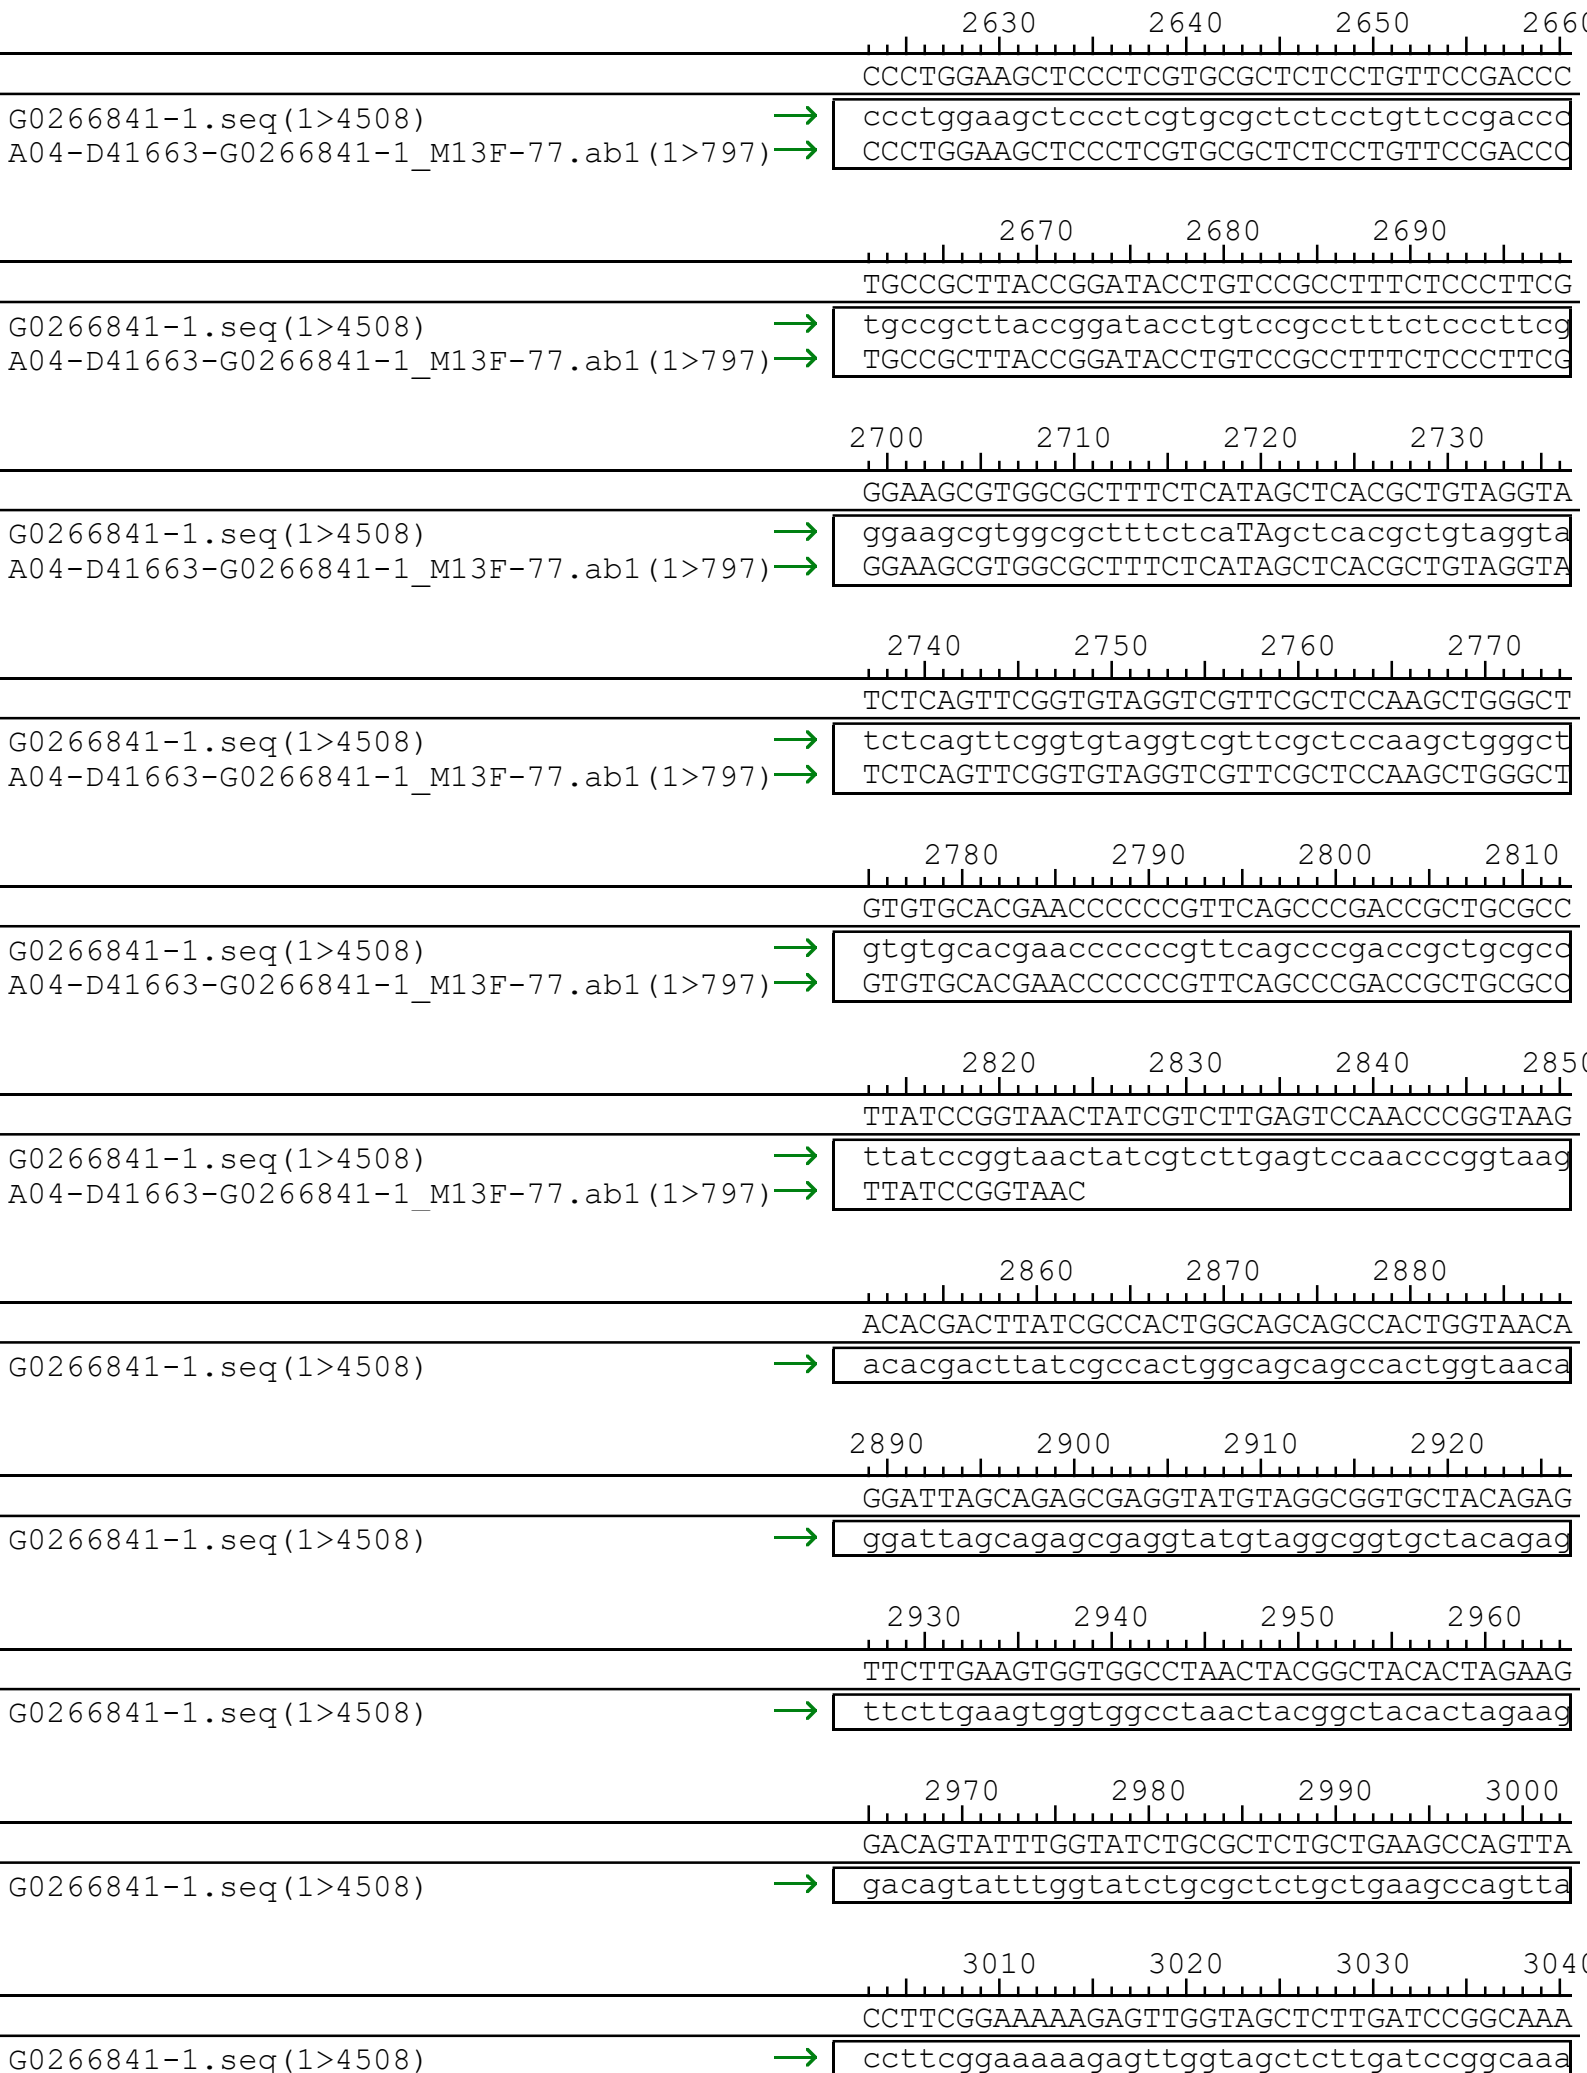 2630 2640 2650 2660
CCCTGGAAGCTCCCTCGTGCGCTCTCCTGTTCCGACCC
G0266841-1.seq(1>4508) → ccctggaagctccctcgtgcgctctcctgttccgaccc
A04-D41663-G0266841-1_M13F-77.ab1(1>797)→ CCCTGGAAGCTCCCTCGTGCGCTCTCCTGTTCCGACCC
2670 2680 2690
TGCCGCTTACCGGATACCTGTCCGCCTTTCTCCCTTCG
G0266841-1.seq(1>4508) → tgccgcttaccggatacctgtccgcctttctcccttcg
A04-D41663-G0266841-1_M13F-77.ab1(1>797)→ TGCCGCTTACCGGATACCTGTCCGCCTTTCTCCCTTCG
2700 2710 2720 2730
GGAAGCGTGGCGCTTTCTCATAGCTCACGCTGTAGGTA
G0266841-1.seq(1>4508) → ggaagcgtggcgctttctcaTAgctcacgctgtaggta
A04-D41663-G0266841-1_M13F-77.ab1(1>797)→ GGAAGCGTGGCGCTTTCTCATAGCTCACGCTGTAGGTA
2740 2750 2760 2770
TCTCAGTTCGGTGTAGGTCGTTCGCTCCAAGCTGGGCT
G0266841-1.seq(1>4508) → tctcagttcggtgtaggtcgttcgctccaagctgggct
A04-D41663-G0266841-1_M13F-77.ab1(1>797)→ TCTCAGTTCGGTGTAGGTCGTTCGCTCCAAGCTGGGCT
2780 2790 2800 2810
GTGTGCACGAACCCCCCGTTCAGCCCGACCGCTGCGCC
G0266841-1.seq(1>4508) → gtgtgcacgaaccccccgttcagcccgaccgctgcgcc
A04-D41663-G0266841-1_M13F-77.ab1(1>797)→ GTGTGCACGAACCCCCCGTTCAGCCCGACCGCTGCGCC
2820 2830 2840 2850
TTATCCGGTAACTATCGTCTTGAGTCCAACCCGGTAAG
G0266841-1.seq(1>4508) → ttatccggtaactatcgtcttgagtccaacccggtaag
A04-D41663-G0266841-1_M13F-77.ab1(1>797)→ TTATCCGGTAAC
2860 2870 2880
ACACGACTTATCGCCACTGGCAGCAGCCACTGGTAACA
G0266841-1.seq(1>4508) → acacgacttatcgccactggcagcagccactggtaaca
2890 2900 2910 2920
GGATTAGCAGAGCGAGGTATGTAGGCGGTGCTACAGAG
G0266841-1.seq(1>4508) → ggattagcagagcgaggtatgtaggcggtgctacagag
2930 2940 2950 2960
TTCTTGAAGTGGTGGCCTAACTACGGCTACACTAGAAG
G0266841-1.seq(1>4508) → ttcttgaagtggtggcctaactacggctacactagaag
2970 2980 2990 3000
GACAGTATTTGGTATCTGCGCTCTGCTGAAGCCAGTTA
G0266841-1.seq(1>4508) → gacagtatttggtatctgcgctctgctgaagccagtta
3010 3020 3030 3040
CCTTCGGAAAAAGAGTTGGTAGCTCTTGATCCGGCAAA
G0266841-1.seq(1>4508) → ccttcggaaaaagagttggtagctcttgatccggcaaa